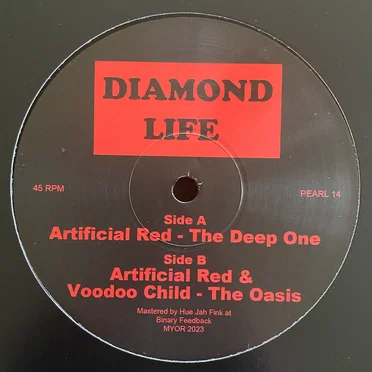 DIAMOND
LIFE
45 RPM
PEARL 14
Side A
Artificial Red - The Deep One
Side B
Artificial Red &
Voodoo Child - The Oasis
Mastered by Hue Jah Fink at
Binary Feedback
MYOR 2023